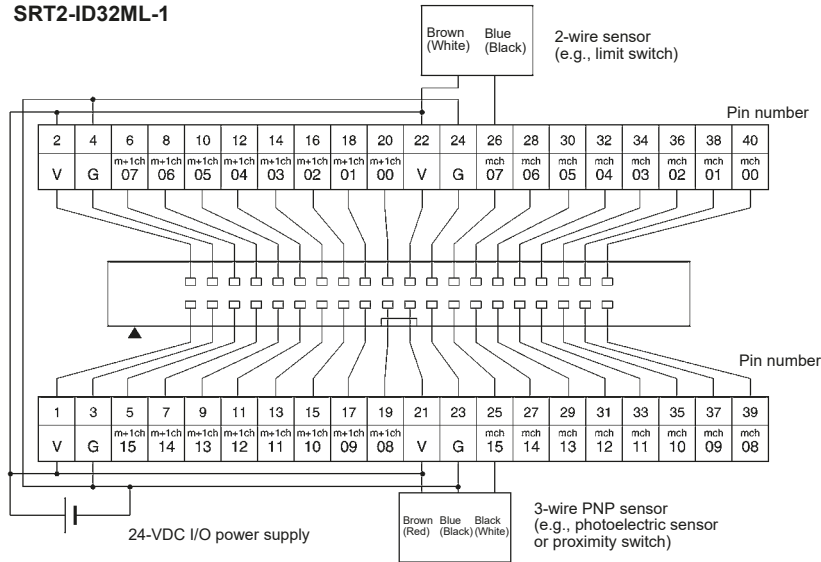 SRT2-ID32ML-1
Brown (White)
Blue (Black)
2-wire sensor
(e.g., limit switch)
Pin number
2 4 6 8 10 12 14 16 18 20 22 24 26 28 30 32 34 36 38 40
V G m+1ch 07 m+1ch 06 m+1ch 05 m+1ch 04 m+1ch 03 m+1ch 02 m+1ch 01 m+1ch 00 V G mch 07 mch 06 mch 05 mch 04 mch 03 mch 02 mch 01 mch 00
Pin number
1 3 5 7 9 11 13 15 17 19 21 23 25 27 29 31 33 35 37 39
V G m+1ch 15 m+1ch 14 m+1ch 13 m+1ch 12 m+1ch 11 m+1ch 10 m+1ch 09 m+1ch 08 V G mch 15 mch 14 mch 13 mch 12 mch 11 mch 10 mch 09 mch 08
24-VDC I/O power supply
Brown (Red)
Blue (Black)
Black (White)
3-wire PNP sensor
(e.g., photoelectric sensor
or proximity switch)